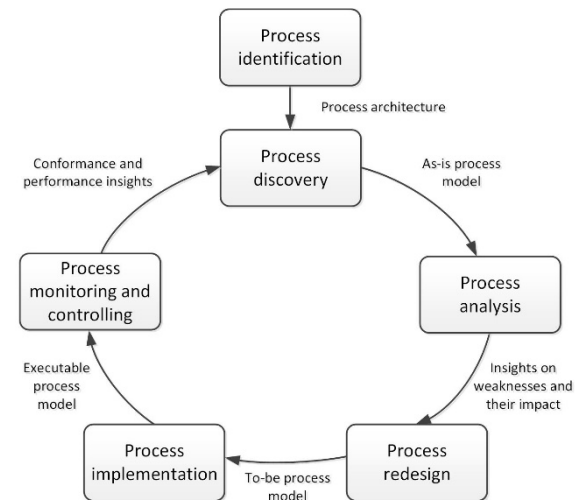 Process
identification
Process architecture
Process
discovery
As-is process
model
Process
analysis
Insights on
weaknesses and
their impact
Process
redesign
To-be process
model
Process
implementation
Executable
process
model
Process
monitoring and
controlling
Conformance and
performance insights